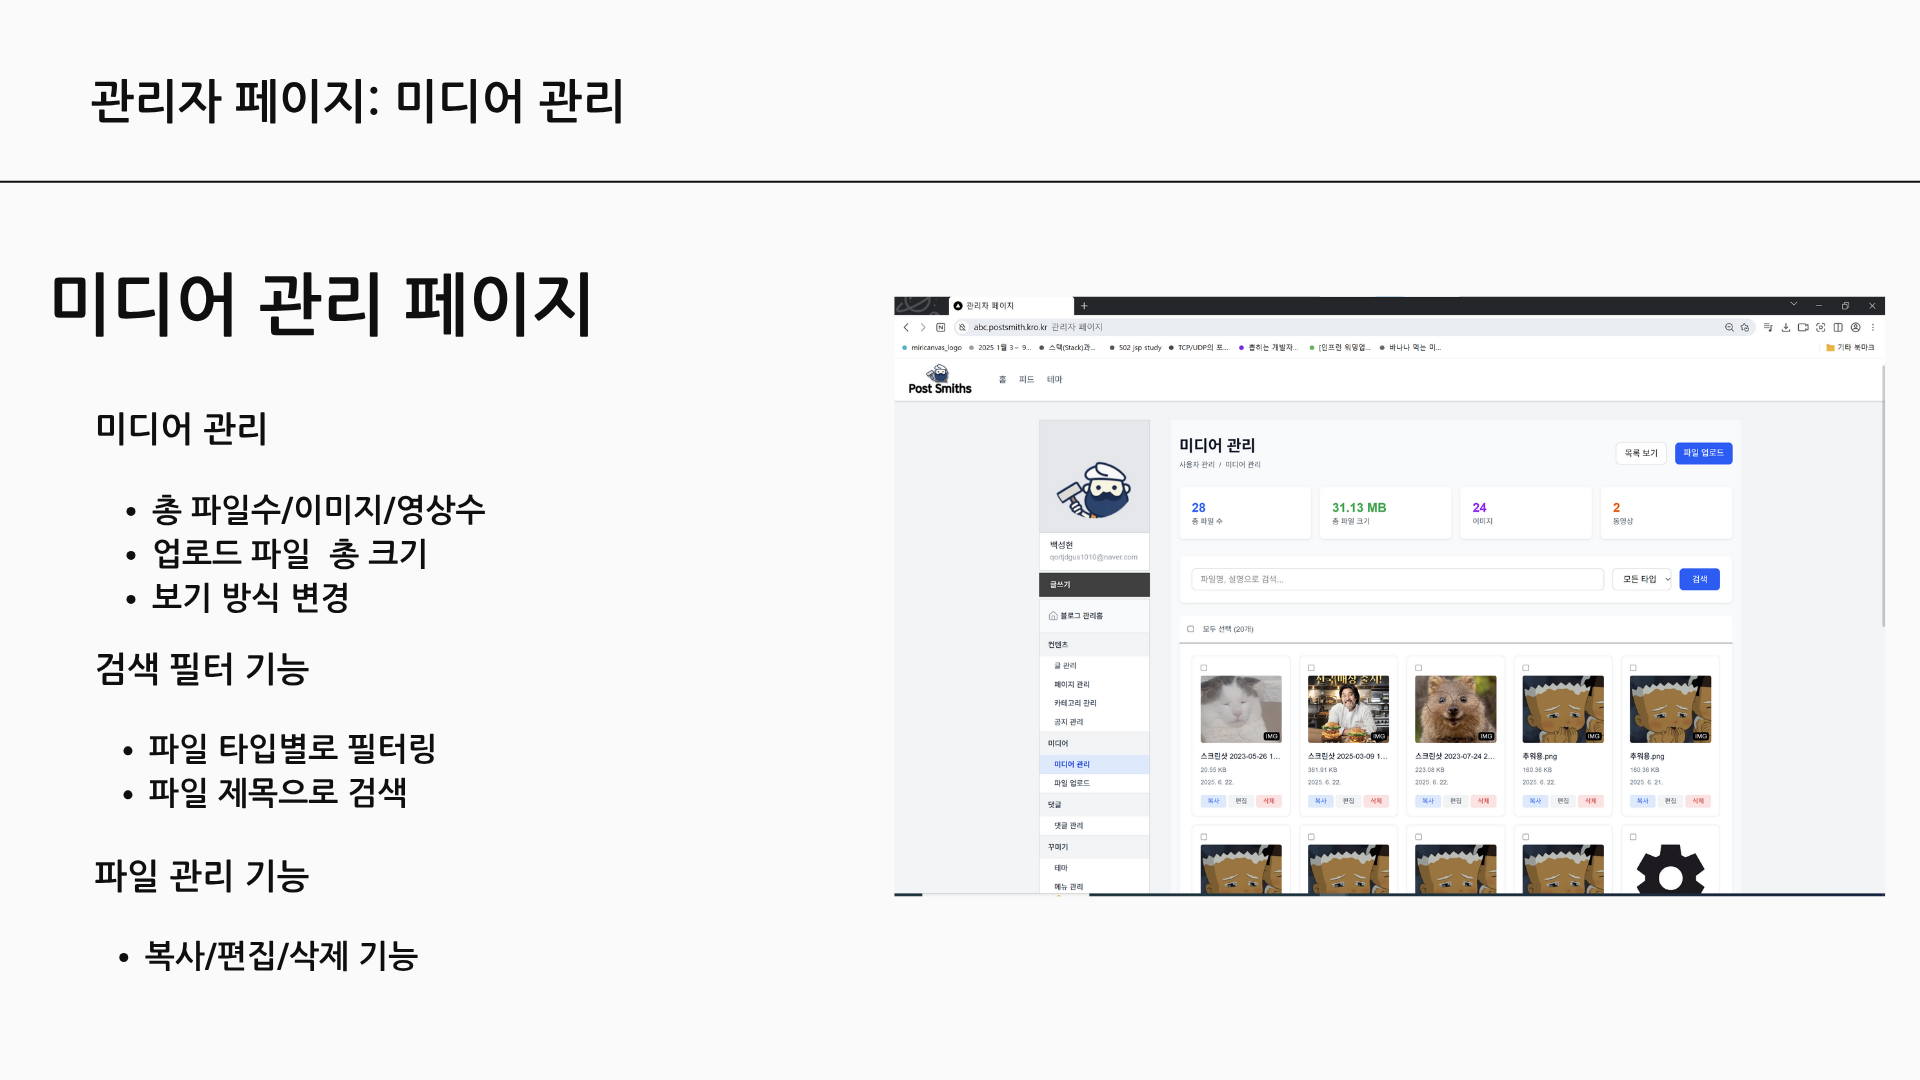 관리자 페이지: 미디어 관리
미디어 관리 페이지
미디어 관리
• 총 파일수/이미지/영상수
• 업로드 파일 총 크기
• 보기 방식 변경
검색 필터 기능
• 파일 타입별로 필터링
• 파일 제목으로 검색
파일 관리 기능
• 복사/편집/삭제 기능
관리자 페이지
abc.postsmith.kro.kr 관리자 페이지
miricanvas_logo 2025 1월 3 ~ 9... 스택(Stack)과... 502 jsp study TCP/UDP의 포... 뽑히는 개발자... [인프런 워밍업... 바나나 먹는 미... 기타 북마크
Post Smiths 홈 피드 테마
백성현
qortjdgus1010@naver.com
글쓰기
블로그 관리홈
컨텐츠
글 관리
페이지 관리
카테고리 관리
공지 관리
미디어
미디어 관리
파일 업로드
댓글
댓글 관리
꾸미기
테마
메뉴 관리
미디어 관리
사용자 관리 / 미디어 관리
목록 보기 파일 업로드
28 31.13 MB 24 2
총 파일 수 총 파일 크기 이미지 동영상
파일명, 설명으로 검색... 모든 타입 검색
모두 선택 (20개)
IMG IMG IMG IMG IMG
스크린샷 2023-05-26 1... 스크린샷 2025-03-09 1... 스크린샷 2023-07-24 2... 추워용.png 추워용.png
20.55 KB 361.91 KB 223.08 KB 160.36 KB 160.36 KB
2025. 6. 22. 2025. 6. 22. 2025. 6. 22. 2025. 6. 22. 2025. 6. 21.
복사 편집 삭제 복사 편집 삭제 복사 편집 삭제 복사 편집 삭제 복사 편집 삭제